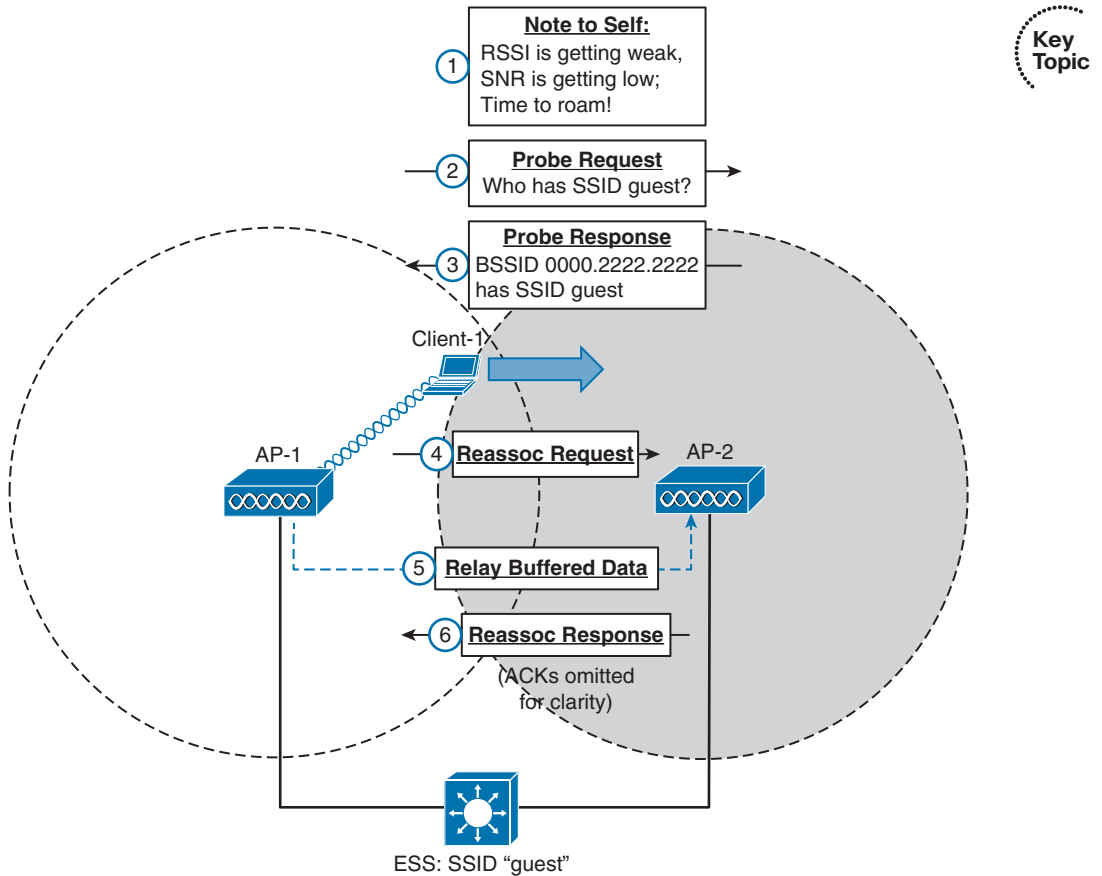 Note to Self:
RSSI is getting weak,
SNR is getting low;
Time to roam!
1
Key
Topic
2
Probe Request
Who has SSID guest?
3
Probe Response
BSSID 0000.2222.2222
has SSID guest
Client-1
AP-1
4
Reassoc Request
AP-2
5
Relay Buffered Data
6
Reassoc Response
(ACKs omitted
for clarity)
ESS: SSID “guest”